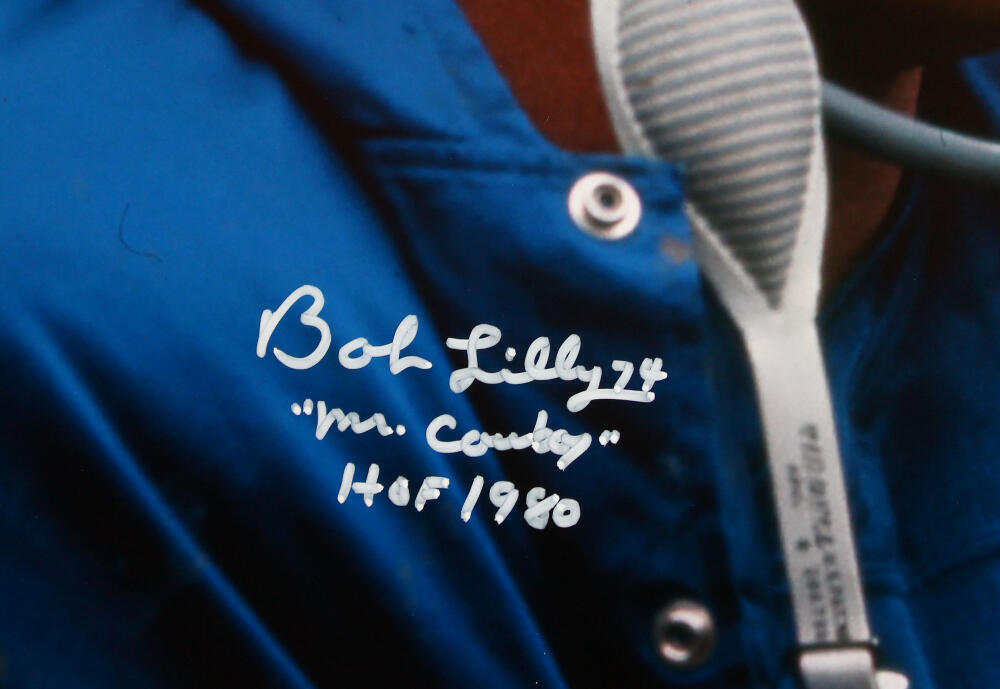 Bob Lilly 74
"Mr. Cowboy"
HOF 1980